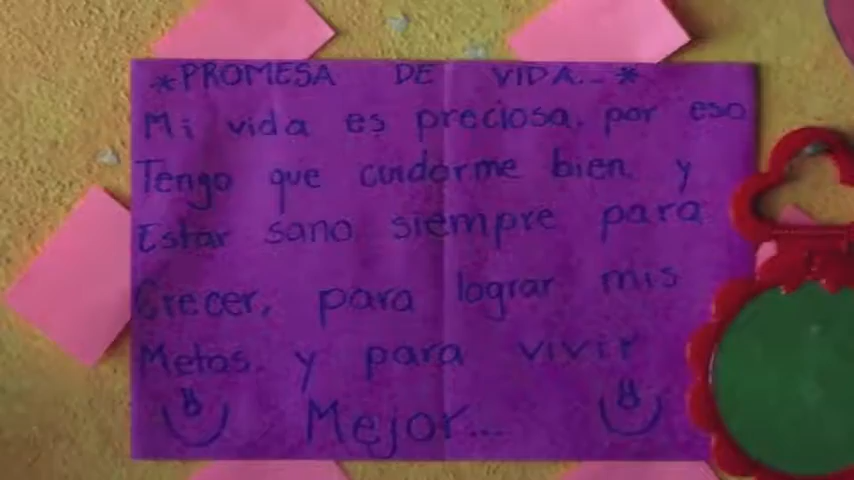 *PROMESA DE VIDA...*
Mi vida es preciosa, por eso
Tengo que cuidarme bien, y
Estar sano siempre para
Crecer, para lograr mis
Metas, y para vivir
Mejor...